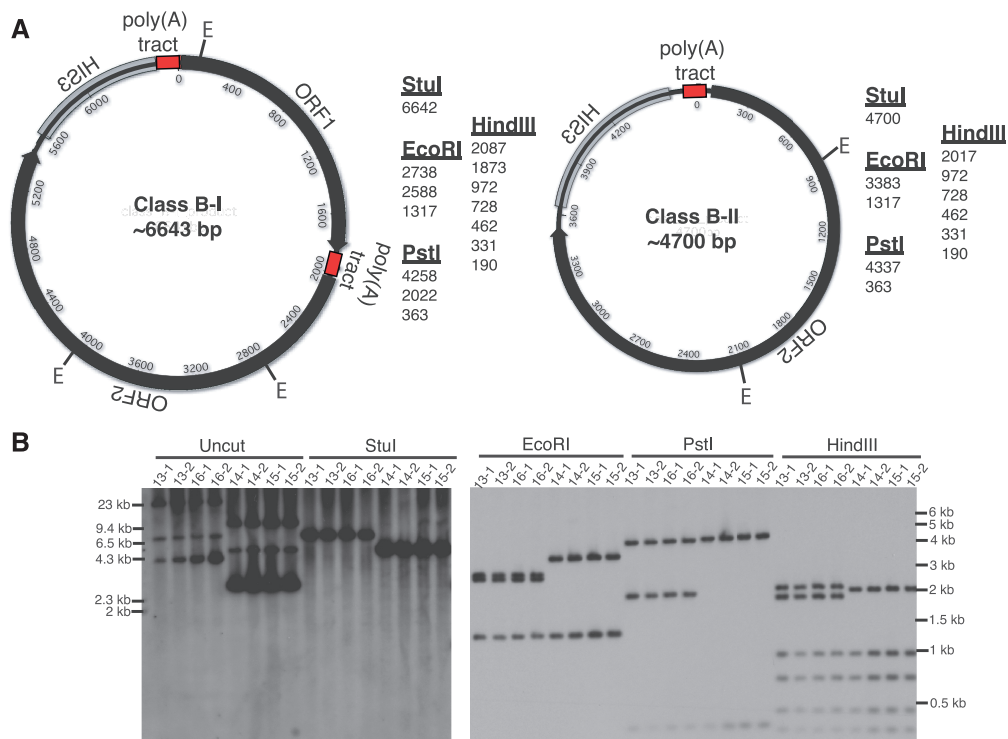 A
poly(A)
tract
E
HIS3
ORF1
0
400
800
1200
1600
2000
2400
2800
3200
3600
4000
4400
4800
5200
5600
6000
Class B-I
~6643 bp
poly(A)
tract
E
E
ORF2
StuI
6642
EcoRI
2738
2588
1317
PstI
4258
2022
363
HindIII
2087
1873
972
728
462
331
190
poly(A)
tract
HIS3
0
300
600
900
1200
1500
1800
2100
2400
2700
3000
3300
3600
3900
4200
E
Class B-II
~4700 bp
ORF2
E
StuI
4700
EcoRI
3383
1317
PstI
4337
363
HindIII
2017
972
728
462
331
190
B
Uncut StuI EcoRI PstI HindIII
13-1 13-2 16-1 16-2 14-1 14-2 15-1 15-2 13-1 13-2 16-1 16-2 14-1 14-2 15-1 15-2 13-1 13-2 16-1 16-2 14-1 14-2 15-1 15-2 13-1 13-2 16-1 16-2 14-1 14-2 15-1 15-2 13-1 13-2 16-1 16-2 14-1 14-2 15-1 15-2
23 kb
9.4 kb
6.5 kb
4.3 kb
2.3 kb
2 kb
6 kb
5 kb
4 kb
3 kb
2 kb
1.5 kb
1 kb
0.5 kb